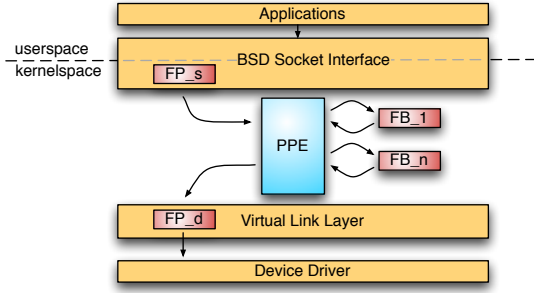 Applications
userspace
BSD Socket Interface
kernelspace
FP_s
FB_1
PPE
FB_n
FP_d
Virtual Link Layer
Device Driver